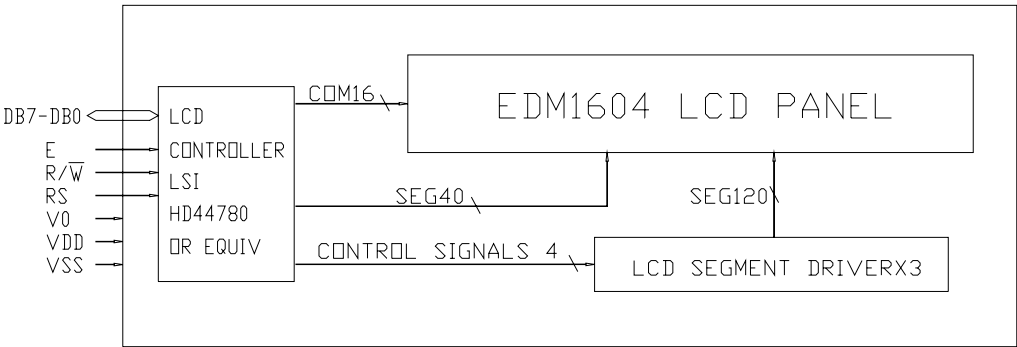 DB7-DB0
E
R/W̅
RS
V0
VDD
VSS
LCD
CONTROLLER
LSI
HD44780
OR EQUIV
COM16
EDM1604 LCD PANEL
SEG40
SEG120
CONTROL SIGNALS 4
LCD SEGMENT DRIVERX3